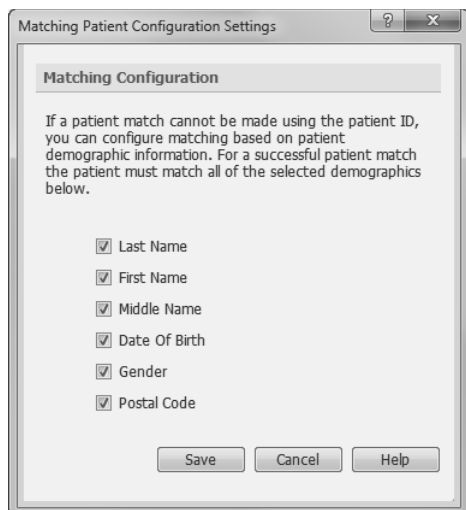 Matching Patient Configuration Settings
? X
Matching Configuration
If a patient match cannot be made using the patient ID,
you can configure matching based on patient
demographic information. For a successful patient match
the patient must match all of the selected demographics
below.
Last Name
First Name
Middle Name
Date Of Birth
Gender
Postal Code
Save Cancel Help